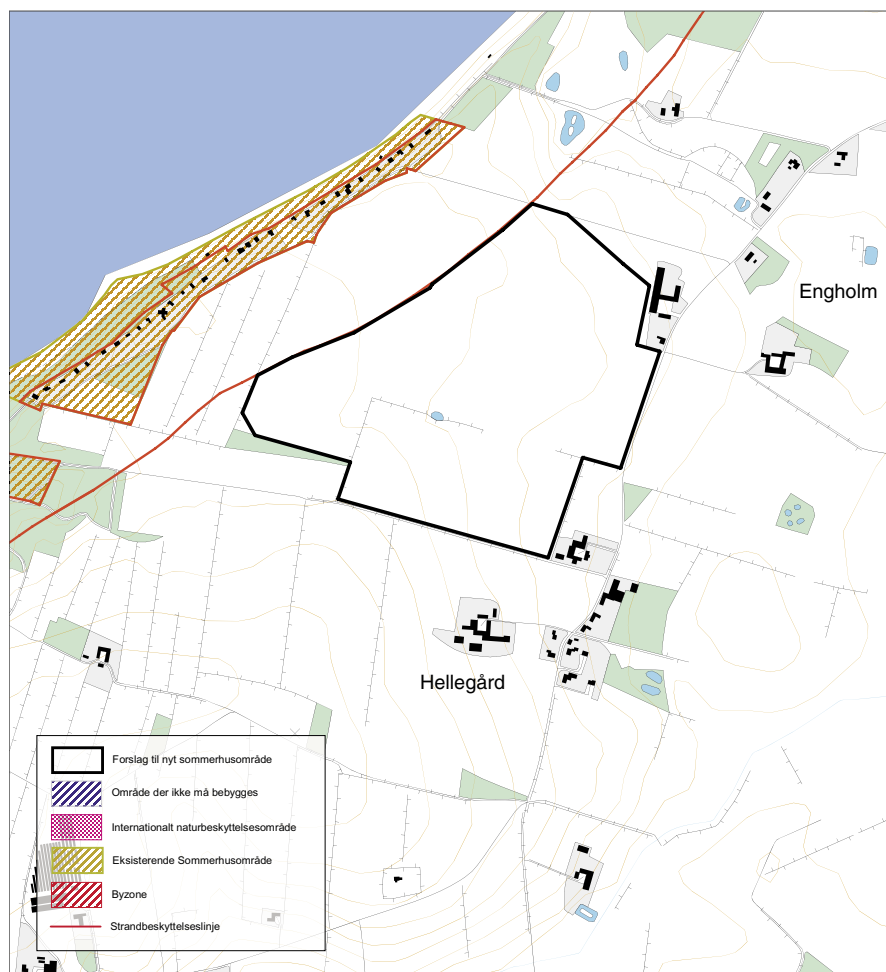 Engholm
Hellegård
Forslag til nyt sommerhusområde
Område der ikke må bebygges
Internationalt naturbeskyttelsesområde
Eksisterende Sommerhusområde
Byzone
Strandbeskyttelseslinje